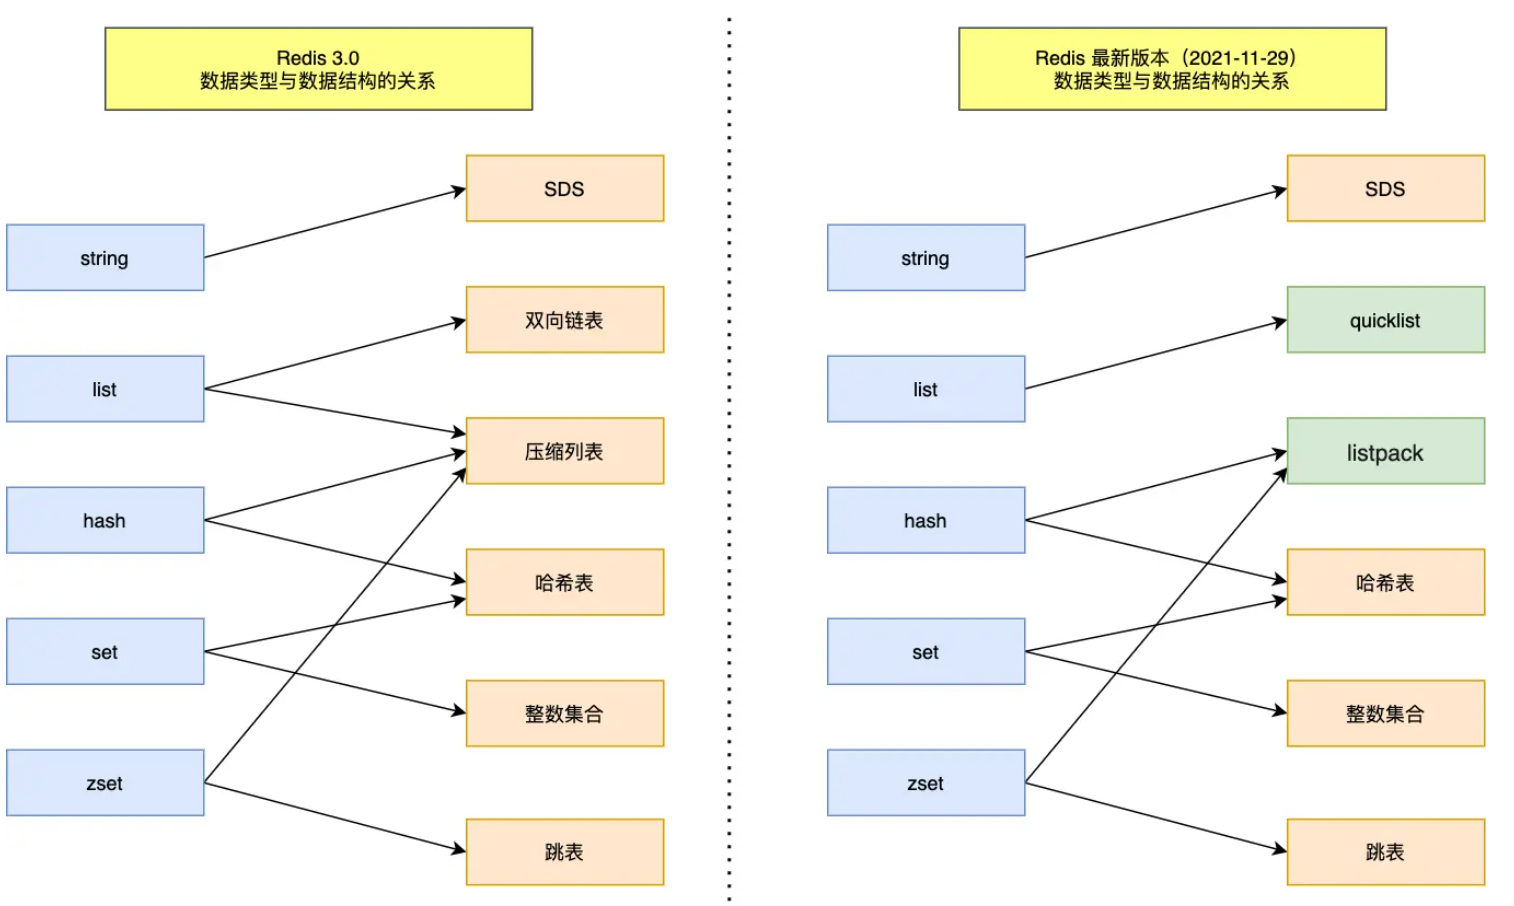 Redis 3.0
数据类型与数据结构的关系
SDS
string
双向链表
list
压缩列表
hash
哈希表
set
整数集合
zset
跳表
Redis 最新版本（2021-11-29）
数据类型与数据结构的关系
SDS
string
quicklist
list
listpack
hash
哈希表
set
整数集合
zset
跳表